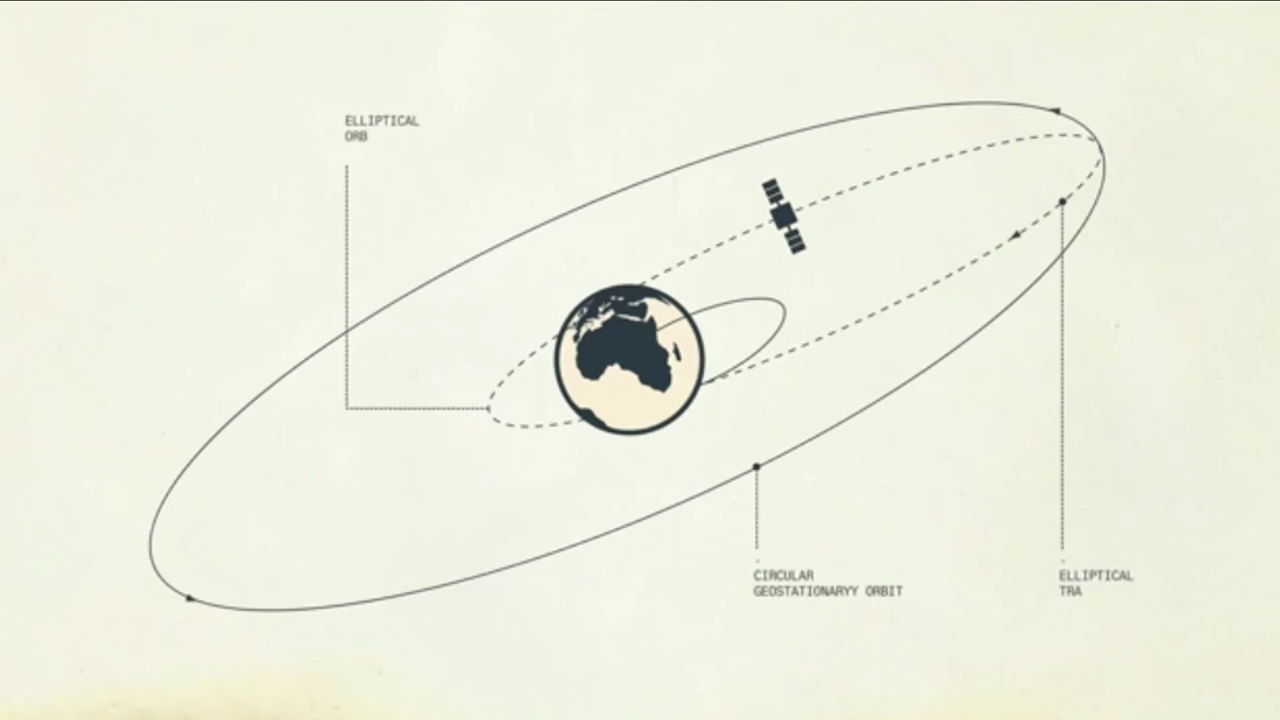 ELLIPTICAL
ORB
CIRCULAR
GEOSTATIONARYY ORBIT
ELLIPTICAL
TRA